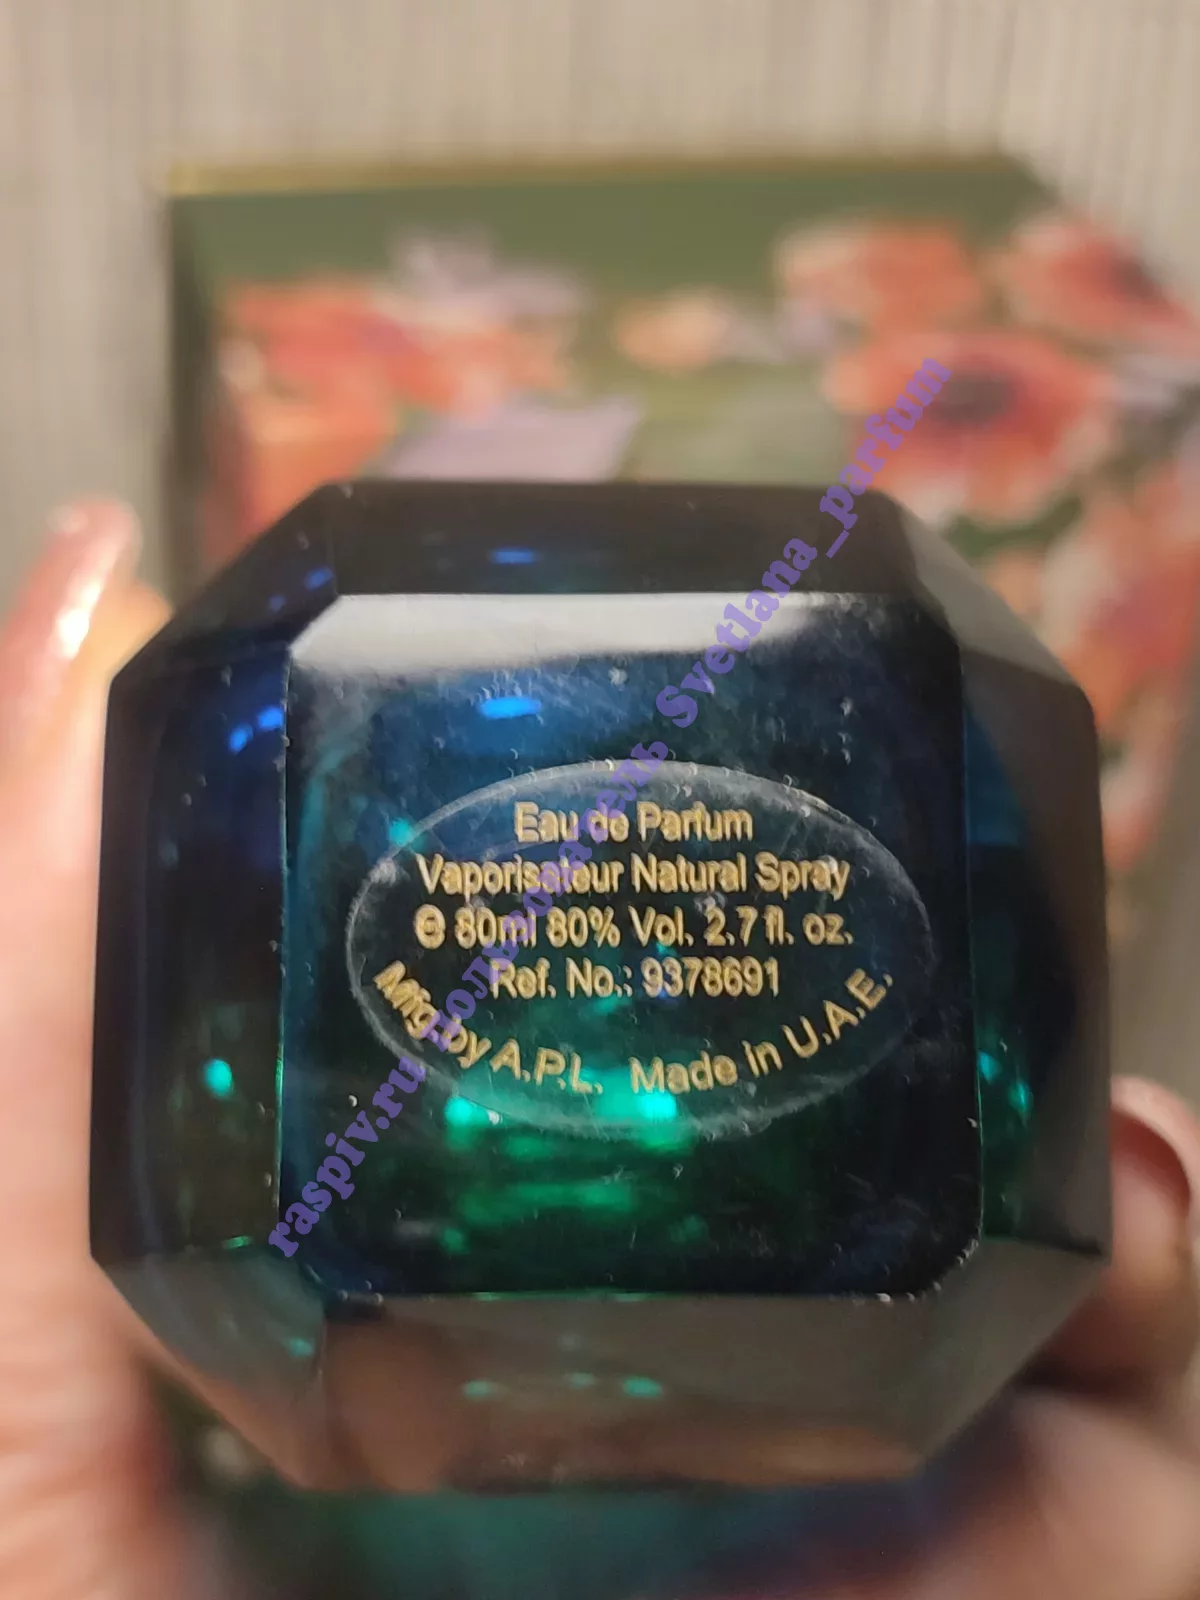 Eau de Parfum
Vaporisateur Natural Spray
℮ 80ml 80% Vol. 2.7 fl. oz.
Ref. No.: 9378691
Mfg. by A.P.L. Made in U.A.E.
raspiv.ru пользователь Svetlana_parfum